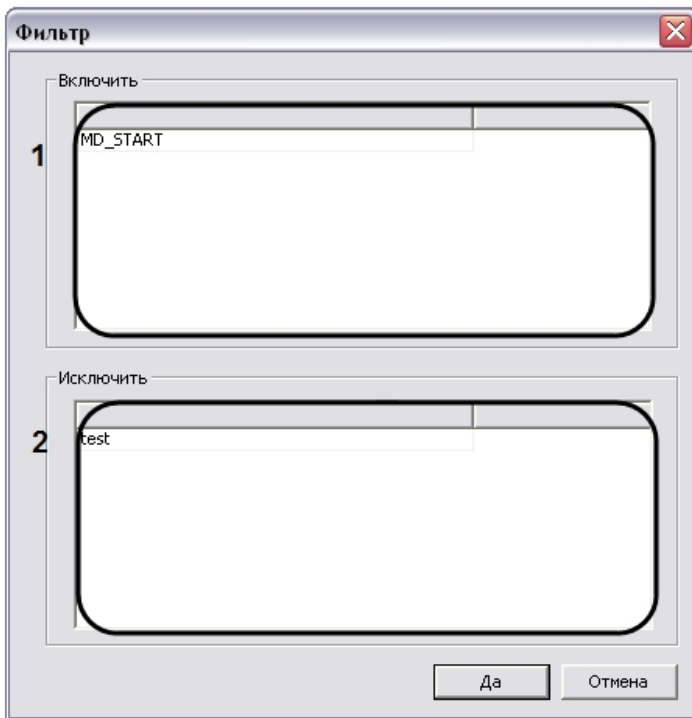 Фильтр
Включить
1
MD_START
Исключить
2
test
Да
Отмена